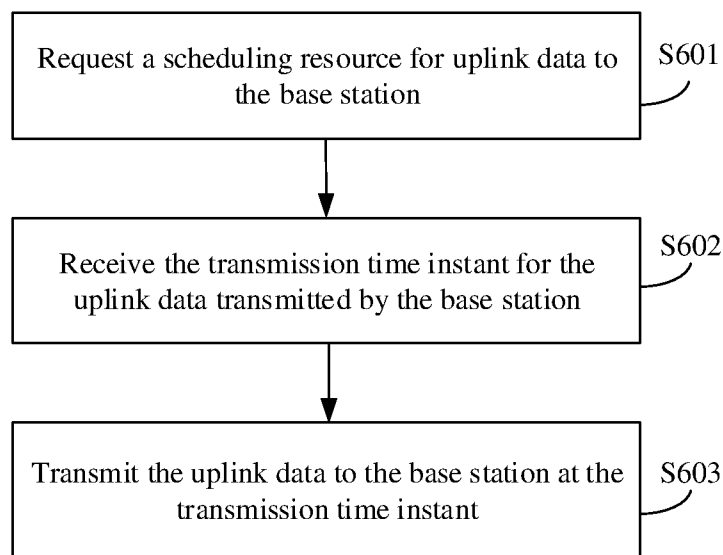 Request a scheduling resource for uplink data to
the base station
S601
Receive the transmission time instant for the
uplink data transmitted by the base station
S602
Transmit the uplink data to the base station at the
transmission time instant
S603